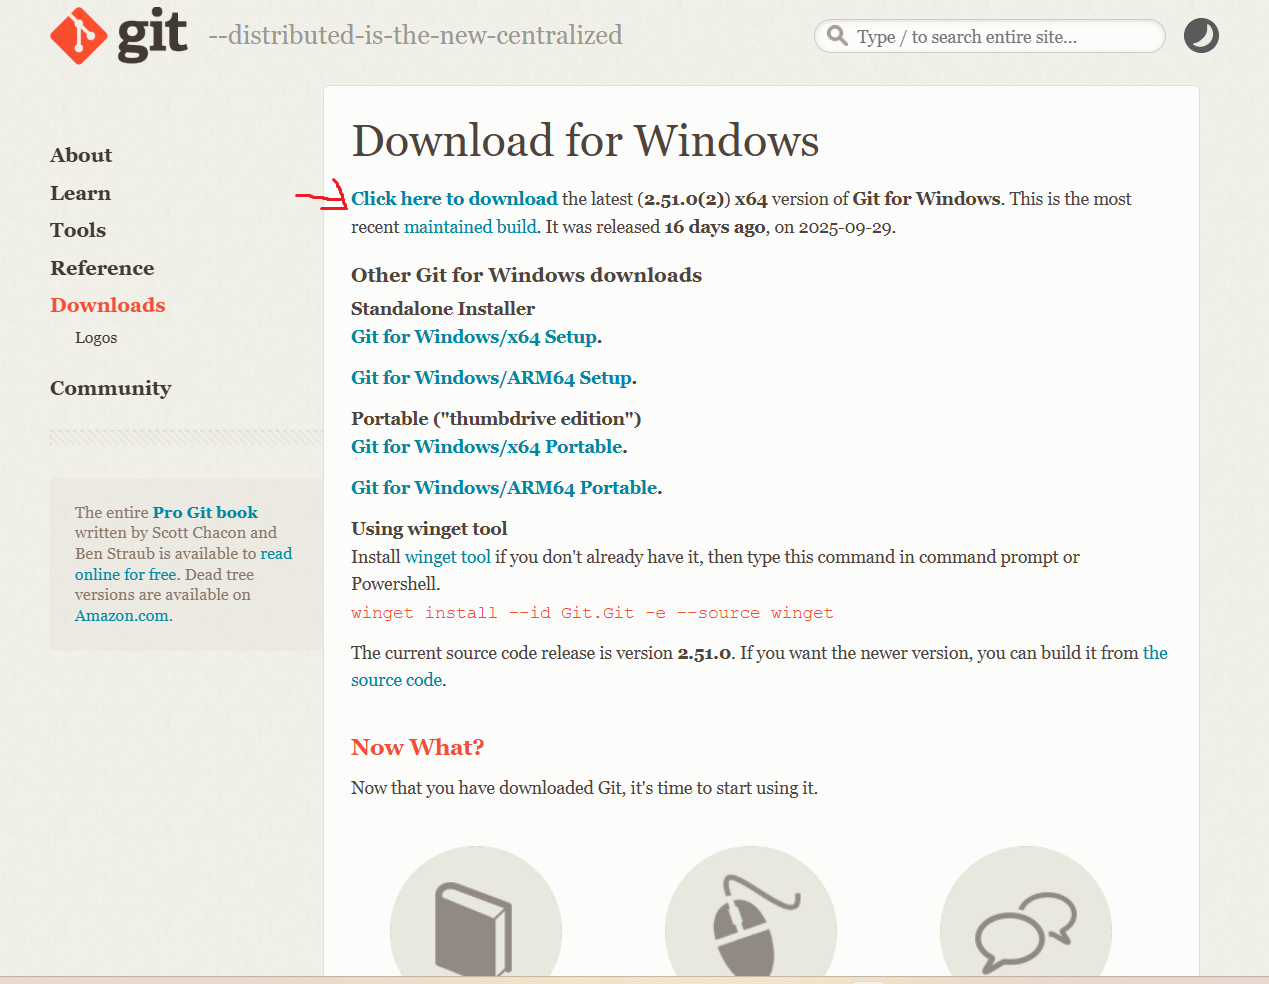 git --distributed-is-the-new-centralized
Type / to search entire site...
About
Learn
Tools
Reference
Downloads
Logos
Community
The entire Pro Git book
written by Scott Chacon and
Ben Straub is available to read
online for free. Dead tree
versions are available on
Amazon.com.
Download for Windows
Click here to download the latest (2.51.0(2)) x64 version of Git for Windows. This is the most
recent maintained build. It was released 16 days ago, on 2025-09-29.
Other Git for Windows downloads
Standalone Installer
Git for Windows/x64 Setup.
Git for Windows/ARM64 Setup.
Portable ("thumbdrive edition")
Git for Windows/x64 Portable.
Git for Windows/ARM64 Portable.
Using winget tool
Install winget tool if you don't already have it, then type this command in command prompt or
Powershell.
winget install --id Git.Git -e --source winget
The current source code release is version 2.51.0. If you want the newer version, you can build it from the
source code.
Now What?
Now that you have downloaded Git, it's time to start using it.